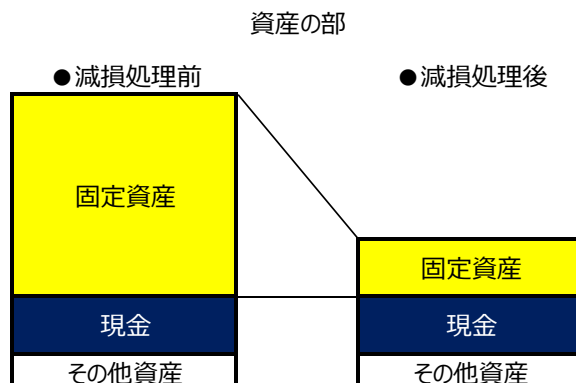 資産の部
●減損処理前
●減損処理後
固定資産
固定資産
現金
現金
その他資産
その他資産